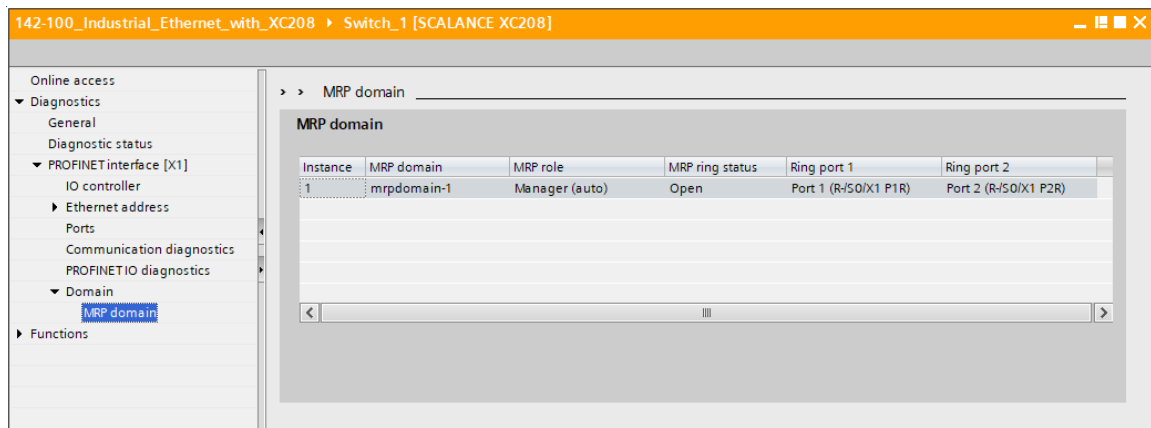 142-100_Industrial_Ethernet_with_XC208 ▸ Switch_1 [SCALANCE XC208]
Online access
Diagnostics
General
Diagnostic status
PROFINET interface [X1]
IO controller
Ethernet address
Ports
Communication diagnostics
PROFINET IO diagnostics
Domain
MRP domain
Functions
› › MRP domain
MRP domain
Instance MRP domain MRP role MRP ring status Ring port 1 Ring port 2
1 mrpdomain-1 Manager (auto) Open Port 1 (R-/S0/X1 P1R) Port 2 (R-/S0/X1 P2R)